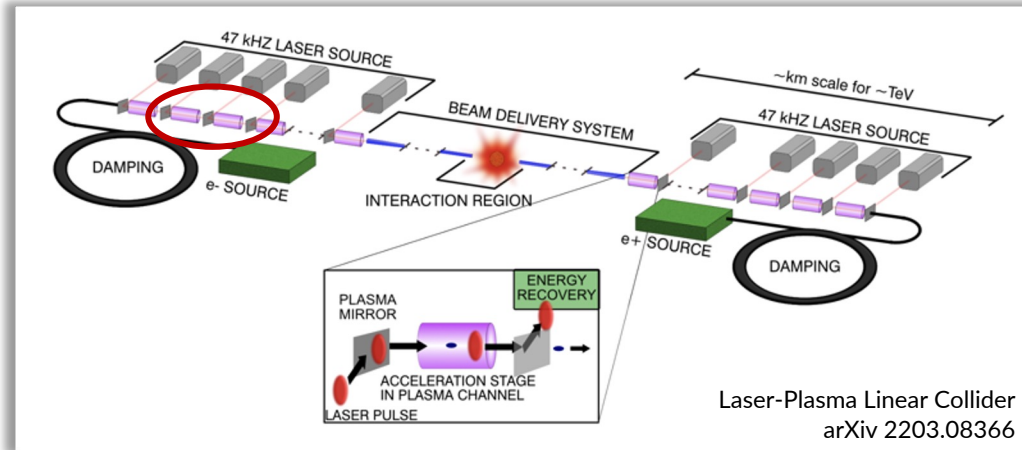 47 kHZ LASER SOURCE
~km scale for ~TeV
BEAM DELIVERY SYSTEM
47 kHZ LASER SOURCE
DAMPING
e- SOURCE
INTERACTION REGION
e+ SOURCE
DAMPING
ENERGY
RECOVERY
PLASMA
MIRROR
ACCELERATION STAGE
IN PLASMA CHANNEL
LASER PULSE
Laser-Plasma Linear Collider
arXiv 2203.08366